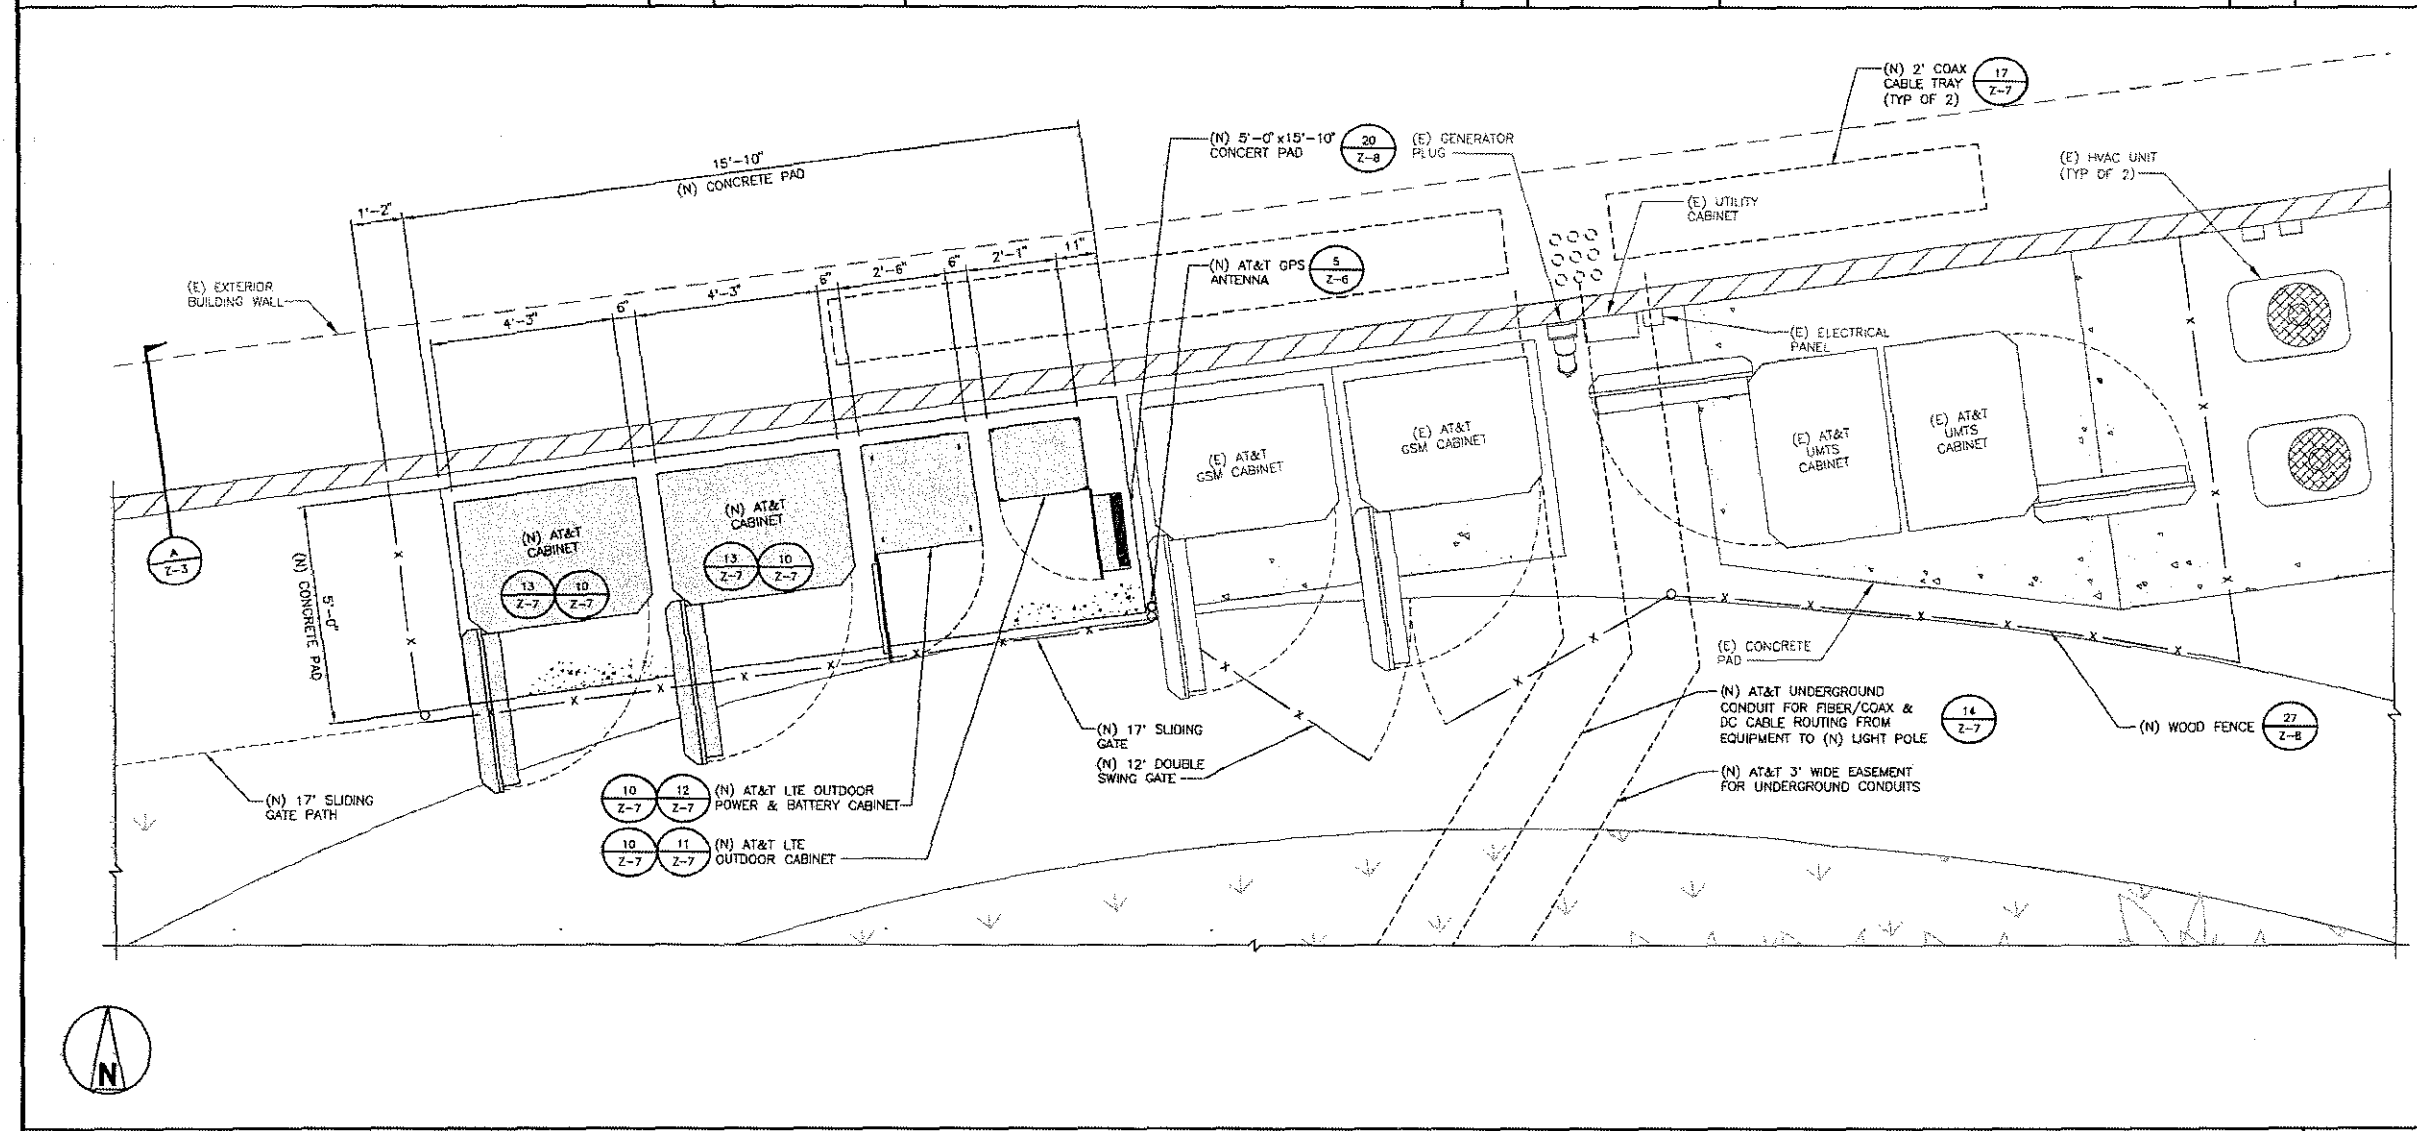 (N) 2' COAX
CABLE TRAY
(TYP OF 2)
17
Z-7
(N) 5'-0"x15'-10"
CONCERT PAD
20
Z-8
(E) GENERATOR
PLUG
(E) HVAC UNIT
(TYP OF 2)
15'-10"
(N) CONCRETE PAD
1'-2"
(E) UTILITY
CABINET
(N) AT&T GPS
ANTENNA
5
Z-6
(E) EXTERIOR
BUILDING WALL
4'-3"
6"
4'-3"
6"
2'-6"
6"
2'-1"
11"
(E) ELECTRICAL
PANEL
(E) AT&T
GSM CABINET
(E) AT&T
GSM CABINET
(E) AT&T
UMTS
CABINET
(E) AT&T
UMTS
CABINET
A
Z-3
(N) AT&T
CABINET
13
Z-7
10
Z-7
(N) AT&T
CABINET
13
Z-7
10
Z-7
5'-0"
(N) CONCRETE PAD
(E) CONCRETE
PAD
(N) AT&T UNDERGROUND
CONDUIT FOR FIBER/COAX &
DC CABLE ROUTING FROM
EQUIPMENT TO (N) LIGHT POLE
14
Z-7
(N) WOOD FENCE
27
Z-8
(N) 17' SLIDING
GATE
(N) 12' DOUBLE
SWING GATE
(N) AT&T 3' WIDE EASEMENT
FOR UNDERGROUND CONDUITS
(N) 17' SLIDING
GATE PATH
10
Z-7
12
Z-7
(N) AT&T LTE OUTDOOR
POWER & BATTERY CABINET
10
Z-7
11
Z-7
(N) AT&T LTE
OUTDOOR CABINET
N